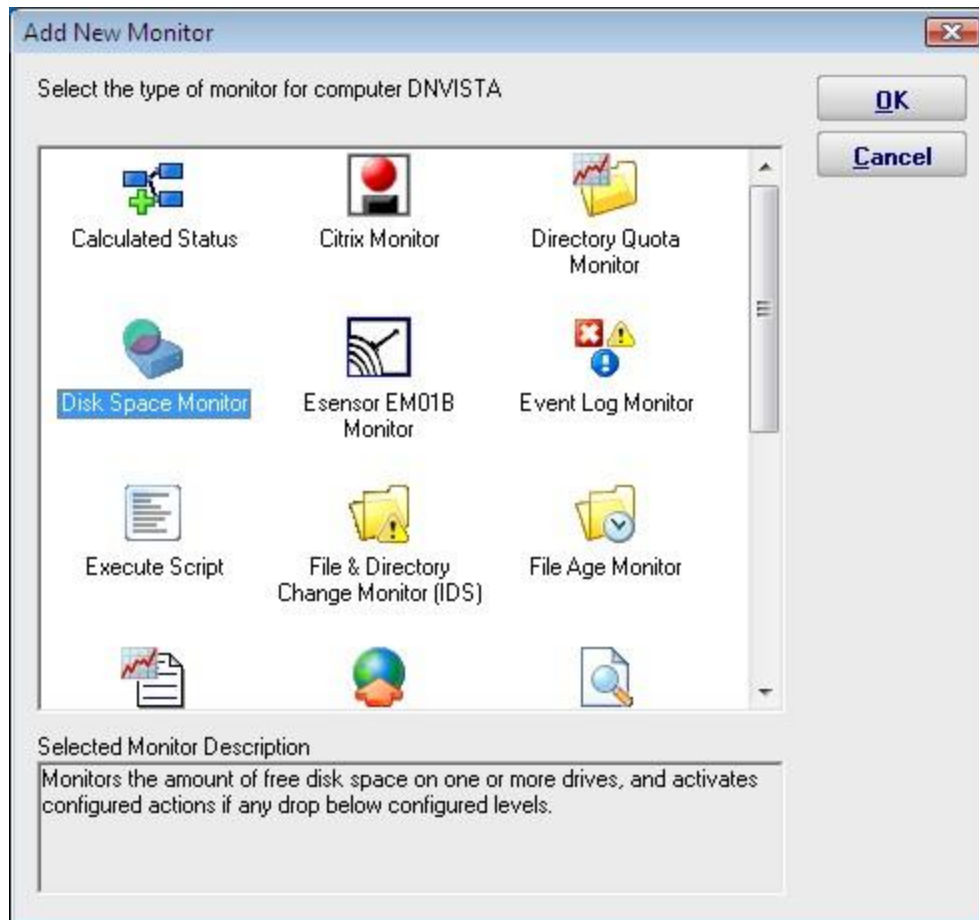 Add New Monitor
Select the type of monitor for computer DNVISTA
OK
Cancel
Calculated Status
Citrix Monitor
Directory Quota
Monitor
Disk Space Monitor
Esensor EM01B
Monitor
Event Log Monitor
Execute Script
File & Directory
Change Monitor (IDS)
File Age Monitor
Selected Monitor Description
Monitors the amount of free disk space on one or more drives, and activates
configured actions if any drop below configured levels.